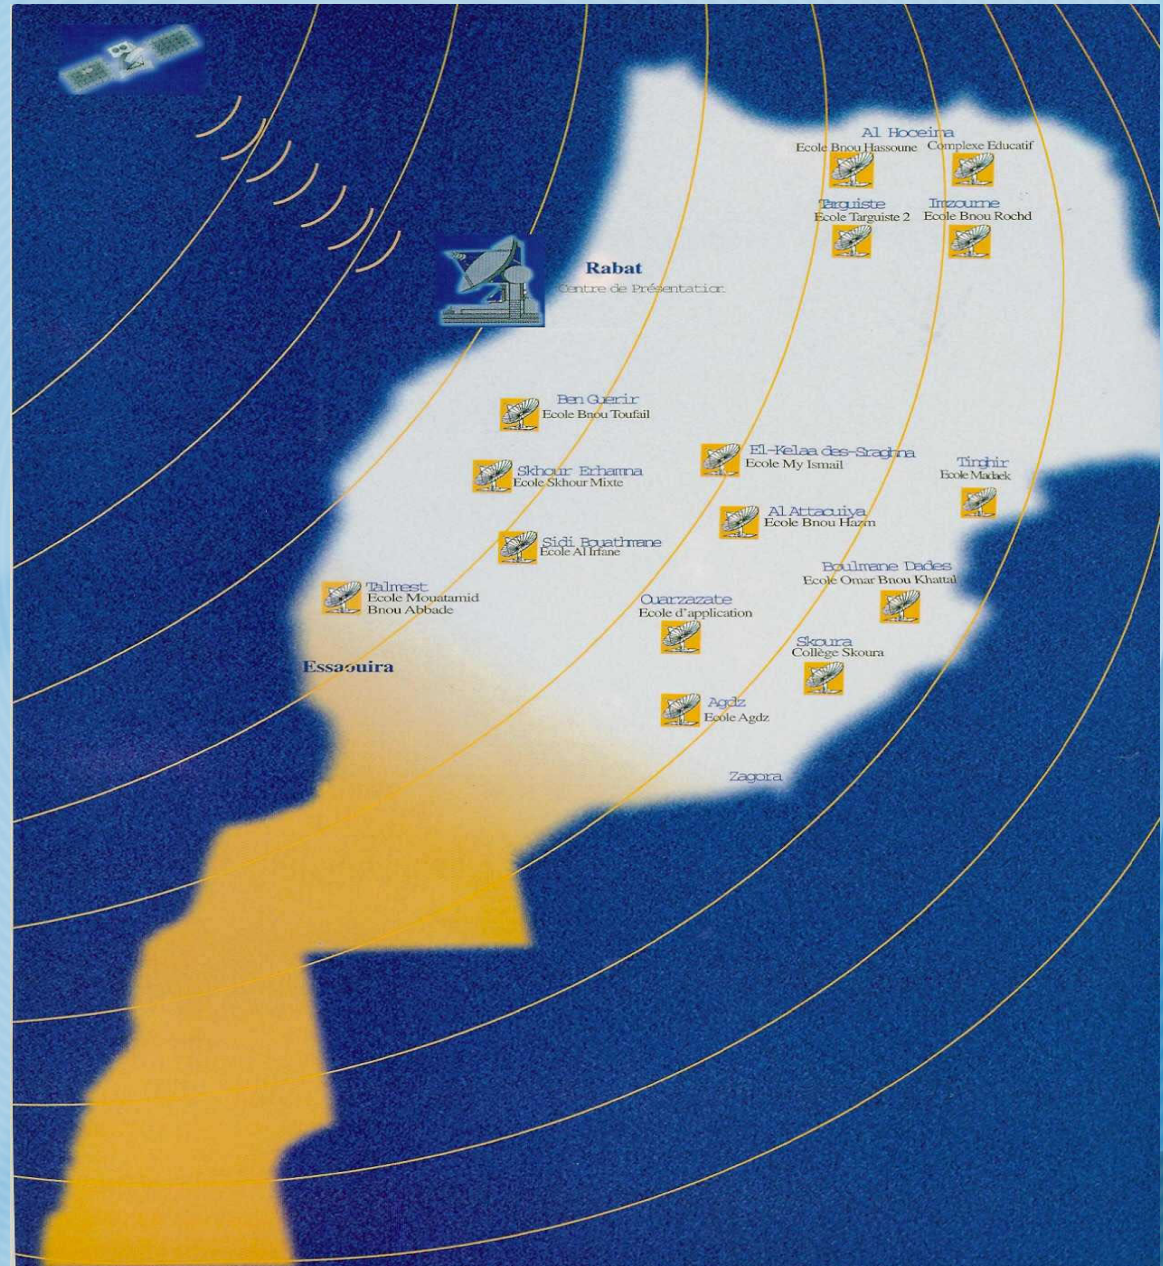 Al Hoceina
Ecole Bnou Hassoune
Complexe Educatif
Targuiste
Ecole Targuiste 2
Imzourne
Ecole Bnou Rochd
Rabat
Centre de Présentation
Ben Guerir
Ecole Bnou Toufail
Skhour Erhamna
Ecole Skhour Mixte
El-Kelaa des-Sraghna
Ecole My Ismail
Tinghir
Ecole Madaek
Al Attaouiya
Ecole Bnou Hazm
Sidi Bouathmane
Ecole Al Irfane
Boulmane Dades
Ecole Omar Bnou Khattal
Talmest
Ecole Mouatamid
Bnou Abbade
Ouarzazate
Ecole d'application
Skoura
Collège Skoura
Essaouira
Agdz
Ecole Agdz
Zagora